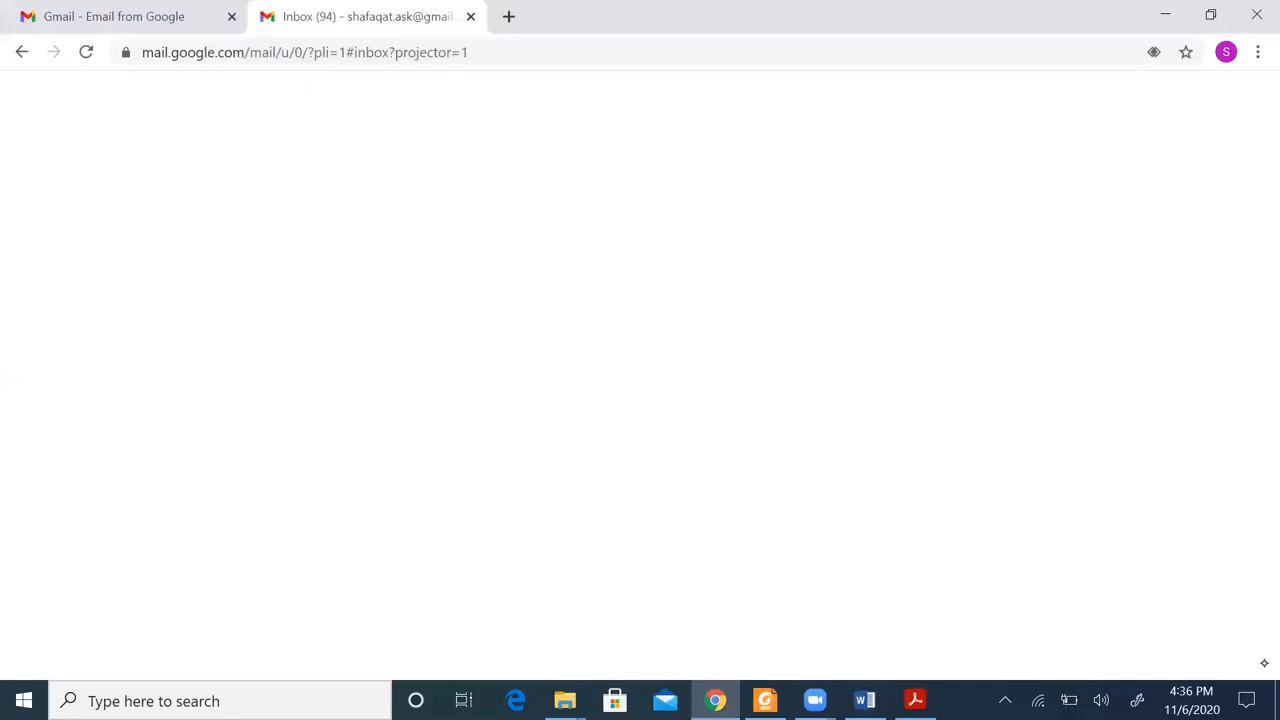 Gmail - Email from Google
Inbox (94) - shafaqat.ask@gmail.
mail.google.com/mail/u/0/?pli=1#inbox?projector=1
S
Type here to search
4:36 PM
11/6/2020